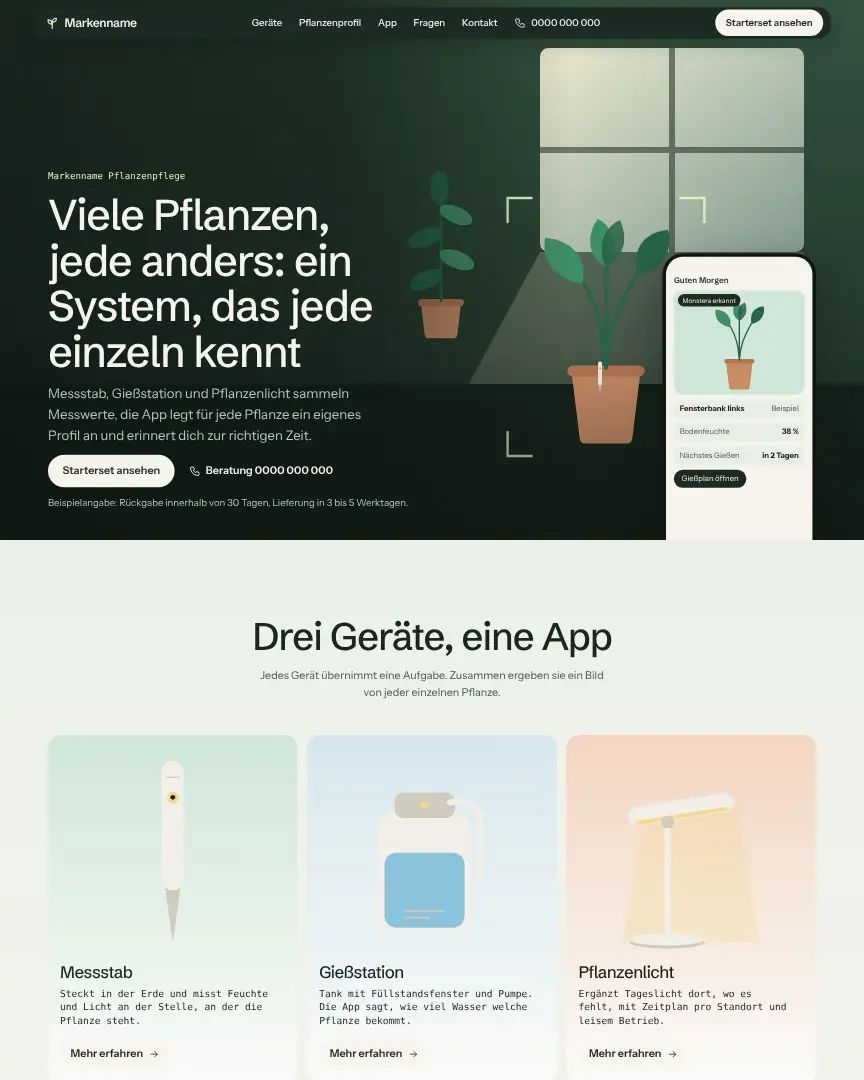 Markenname
Geräte
Pflanzenprofil
App
Fragen
Kontakt
0000 000 000
Starterset ansehen
Markenname Pflanzenpflege
Viele Pflanzen,
jede anders: ein
System, das jede
einzeln kennt
Messstab, Gießstation und Pflanzenlicht sammeln
Messwerte, die App legt für jede Pflanze ein eigenes
Profil an und erinnert dich zur richtigen Zeit.
Starterset ansehen
Beratung 0000 000 000
Beispielangabe: Rückgabe innerhalb von 30 Tagen, Lieferung in 3 bis 5 Werktagen.
Guten Morgen
Monstera erkannt
Fensterbank links Beispiel
Bodenfeuchte 38 %
Nächstes Gießen in 2 Tagen
Gießplan öffnen
Drei Geräte, eine App
Jedes Gerät übernimmt eine Aufgabe. Zusammen ergeben sie ein Bild
von jeder einzelnen Pflanze.
Messstab
Steckt in der Erde und misst Feuchte
und Licht an der Stelle, an der die
Pflanze steht.
Mehr erfahren →
Gießstation
Tank mit Füllstandsfenster und Pumpe.
Die App sagt, wie viel Wasser welche
Pflanze bekommt.
Mehr erfahren →
Pflanzenlicht
Ergänzt Tageslicht dort, wo es
fehlt, mit Zeitplan pro Standort und
leisem Betrieb.
Mehr erfahren →